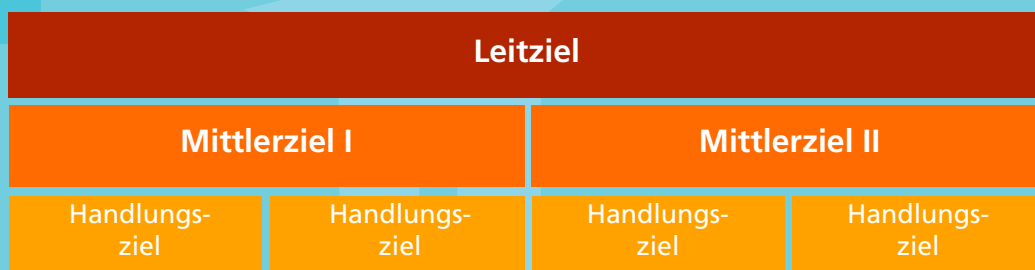 Leitziel
Mittlerziel I
Mittlerziel II
Handlungs-
ziel
Handlungs-
ziel
Handlungs-
ziel
Handlungs-
ziel